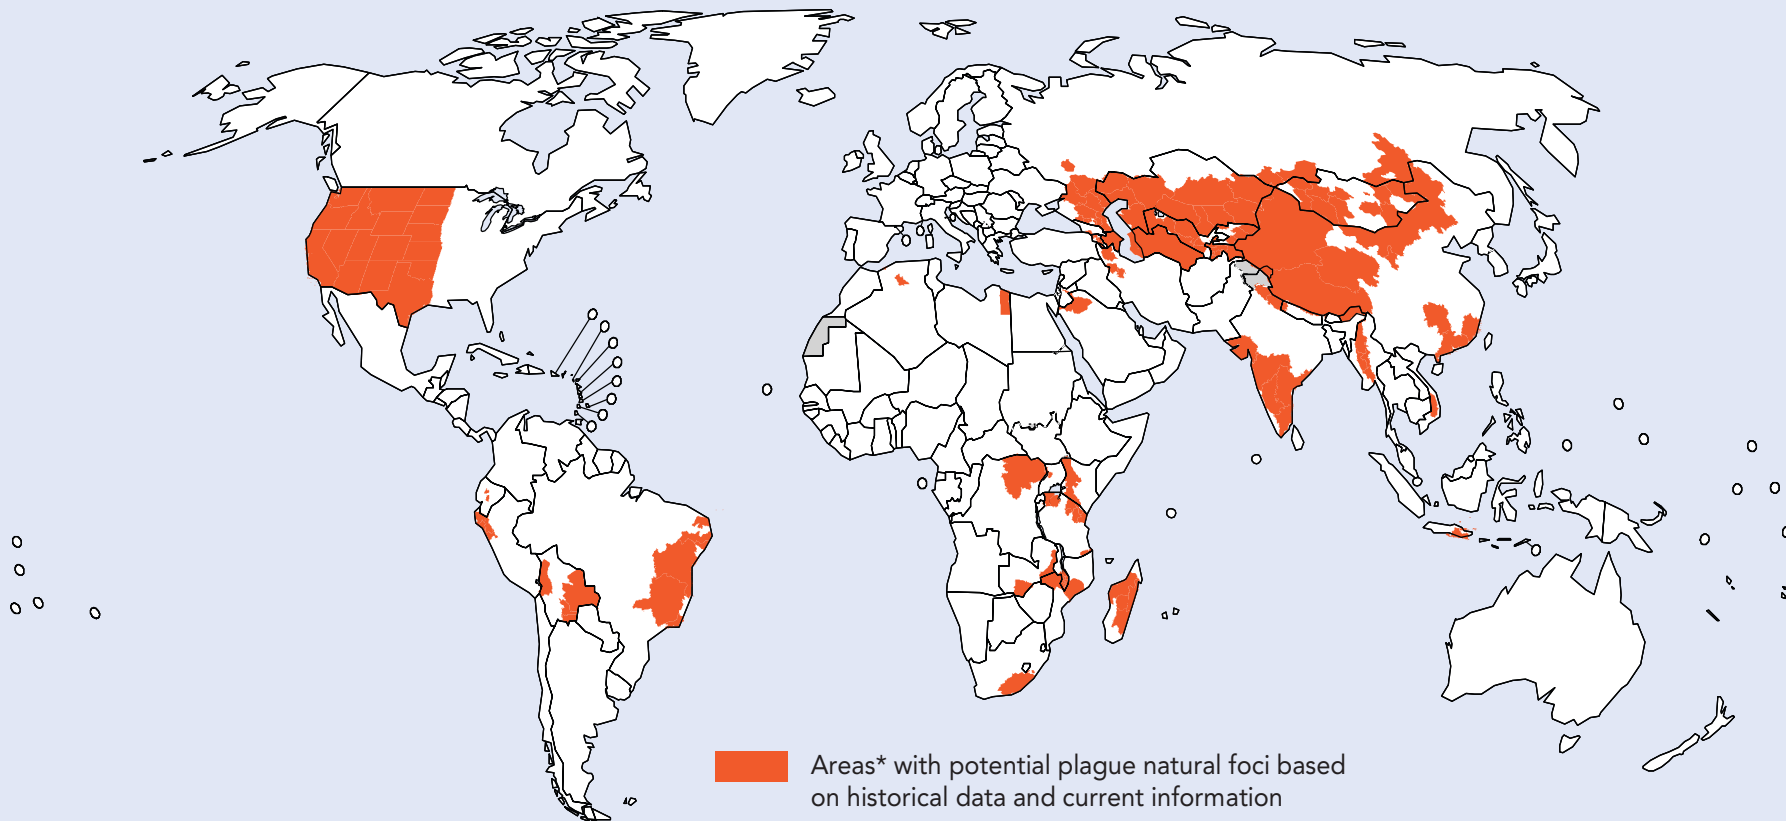 Areas* with potential plague natural foci based
on historical data and current information